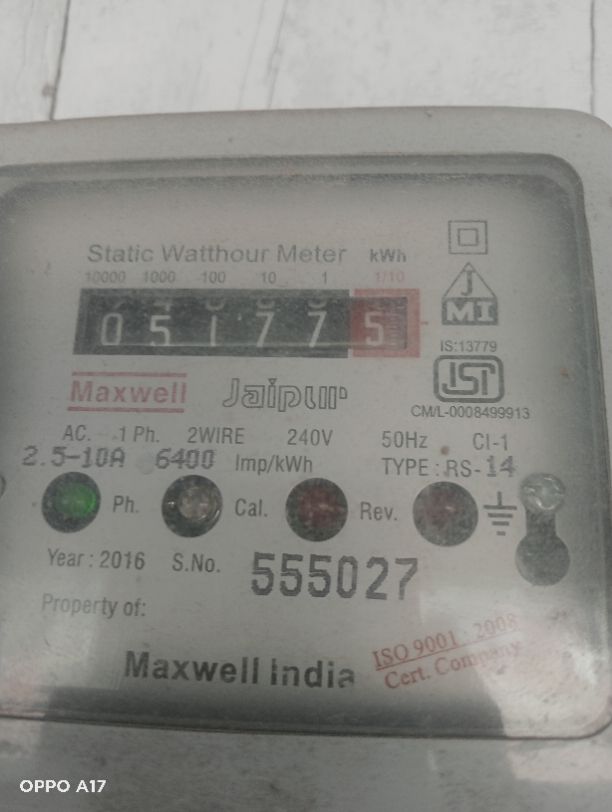 Static Watthour Meter kWh
10000 1000 100 10 1 1/10
0 5 1 7 7 5
J
MI
IS:13779
ISI
CM/L-0008499913
Maxwell Jaipur
AC. 1 Ph. 2WIRE 240V 50Hz Cl-1
2.5-10A 6400 Imp/kWh TYPE : RS-14
Ph. Cal. Rev.
Year : 2016 S.No. 555027
Property of:
Maxwell India
ISO 9001 : 2008
Cert. Company
OPPO A17